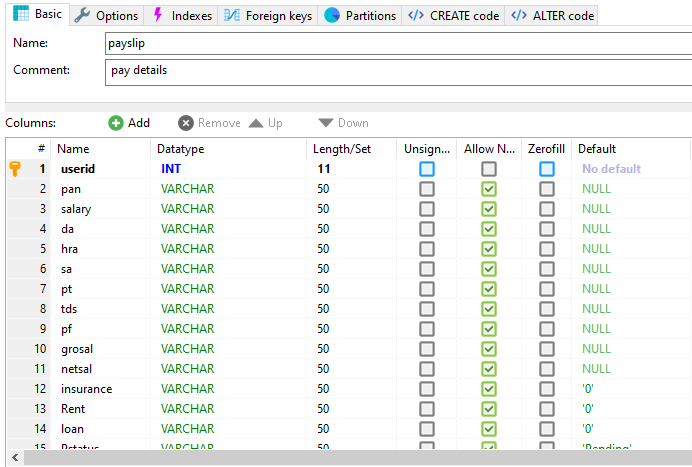 Basic Options Indexes Foreign keys Partitions CREATE code ALTER code
Name: payslip
Comment: pay details
Columns: Add Remove Up Down
# Name Datatype Length/Set Unsign... Allow N... Zerofill Default
1 userid INT 11 No default
2 pan VARCHAR 50 NULL
3 salary VARCHAR 50 NULL
4 da VARCHAR 50 NULL
5 hra VARCHAR 50 NULL
6 sa VARCHAR 50 NULL
7 pt VARCHAR 50 NULL
8 tds VARCHAR 50 NULL
9 pf VARCHAR 50 NULL
10 grosal VARCHAR 50 NULL
11 netsal VARCHAR 50 NULL
12 insurance VARCHAR 50 '0'
13 Rent VARCHAR 50 '0'
14 loan VARCHAR 50 '0'
15 Pstatus VARCHAR 50 'Pending'